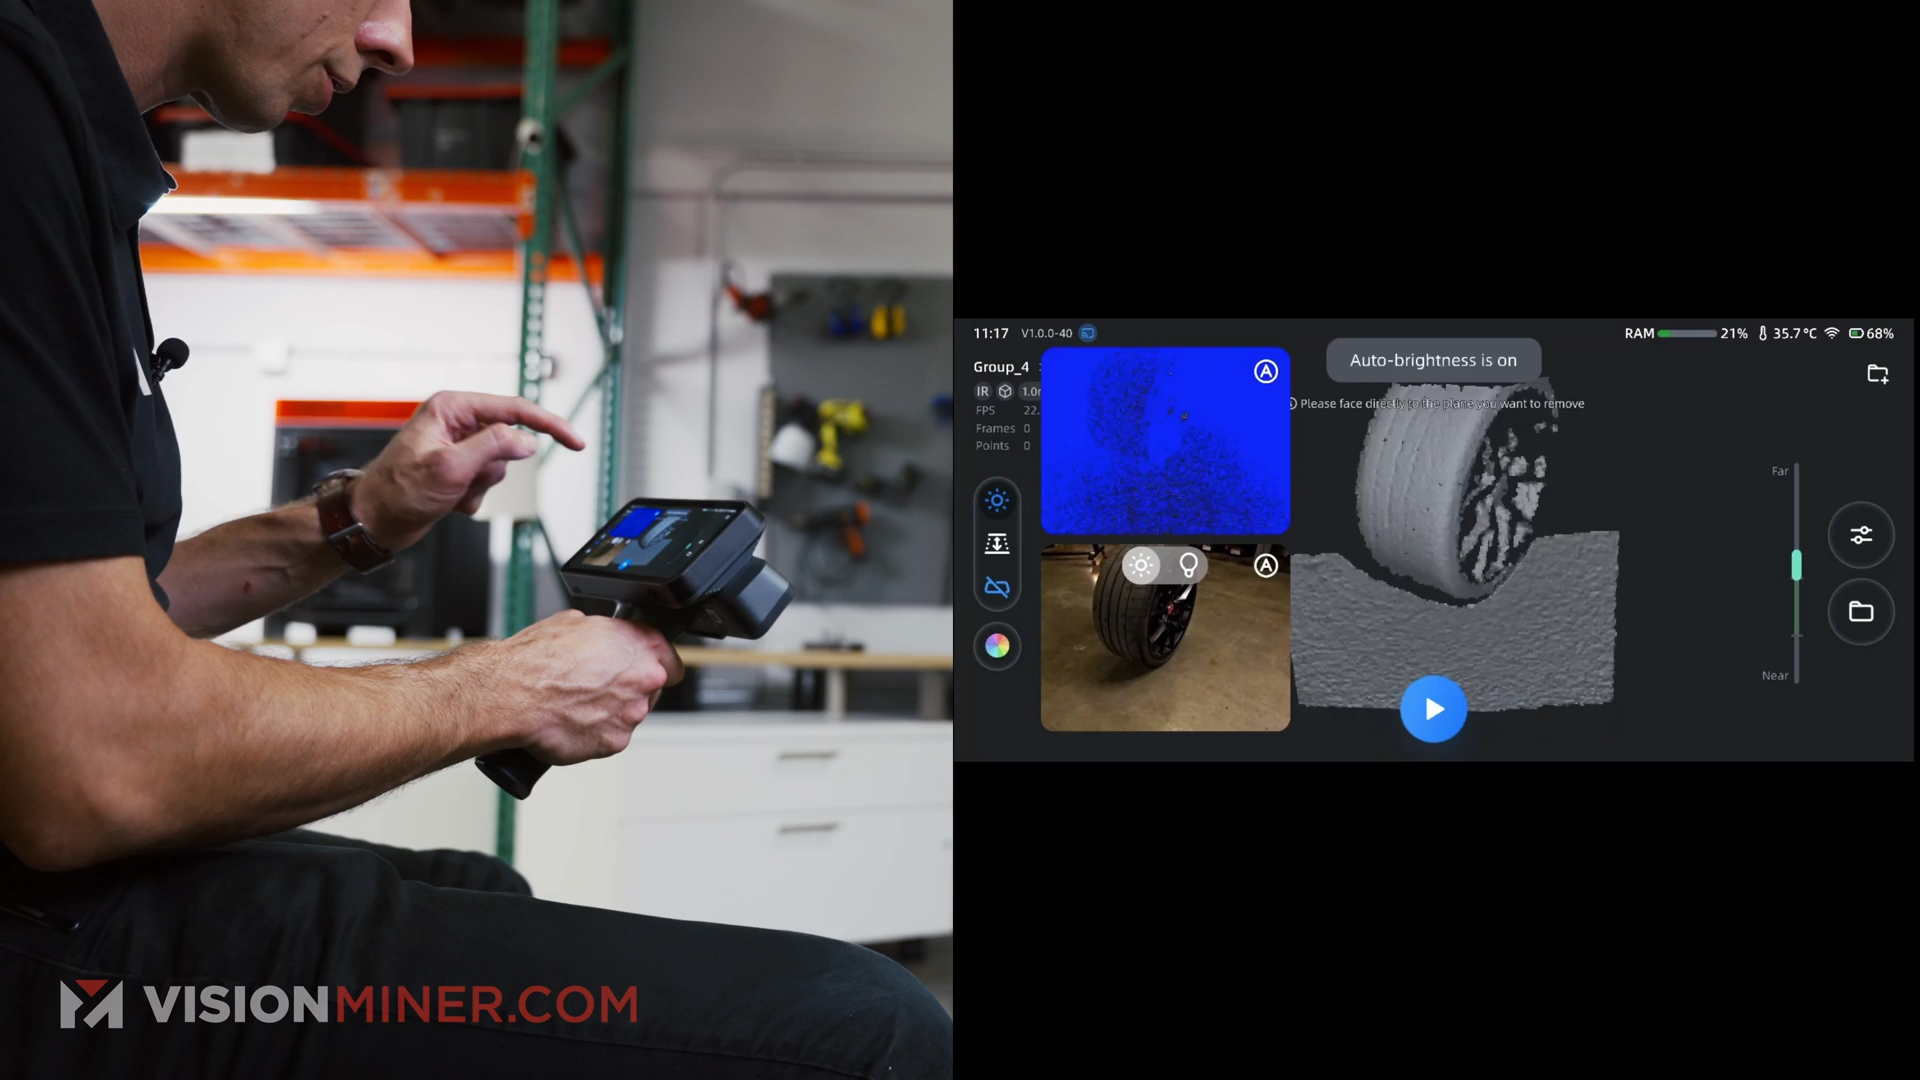 11:17 V1.0.0-40
RAM 21% 35.7°C 68%
Auto-brightness is on
Group_4
Please face directly to the plane you want to remove
IR 1.0
FPS 22.
Frames 0
Points 0
A
A
Far
Near
VISIONMINER.COM